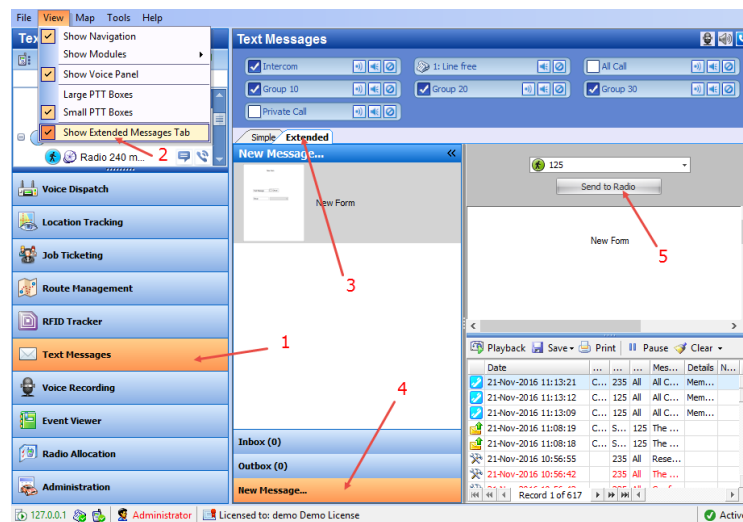 File View Map Tools Help
Show Navigation
Show Modules
Show Voice Panel
Large PTT Boxes
Small PTT Boxes
Show Extended Messages Tab
2
Radio 240 m...
Voice Dispatch
Location Tracking
Job Ticketing
Route Management
RFID Tracker
Text Messages
1
Voice Recording
Event Viewer
Radio Allocation
Administration
Text Messages
Intercom
1: Line free
All Call
Group 10
Group 20
Group 30
Private Call
Simple Extended
New Message...
New Form
3
4
Inbox (0)
Outbox (0)
New Message...
125
Send to Radio
New Form
5
Playback Save Print Pause Clear
Date ... ... ... Mes... Details N...
21-Nov-2016 11:13:21 C... 235 All All C... Mem...
21-Nov-2016 11:13:12 C... 125 All All C... Mem...
21-Nov-2016 11:13:09 C... 125 All All C... Mem...
21-Nov-2016 11:08:19 C... S... 125 The ...
21-Nov-2016 11:08:18 C... S... 125 The ...
21-Nov-2016 10:56:55 235 All Rese...
21-Nov-2016 10:56:42 235 All The ...
Record 1 of 617
127.0.0.1 Administrator Licensed to: demo Demo License Active